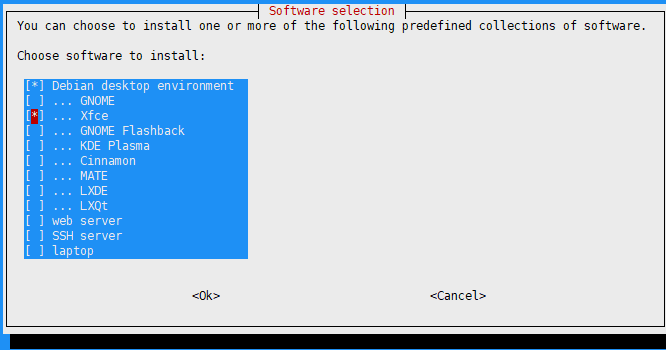 Software selection
You can choose to install one or more of the following predefined collections of software.
Choose software to install:
[*] Debian desktop environment
[ ] ... GNOME
[*] ... Xfce
[ ] ... GNOME Flashback
[ ] ... KDE Plasma
[ ] ... Cinnamon
[ ] ... MATE
[ ] ... LXDE
[ ] ... LXQt
[ ] web server
[ ] SSH server
[ ] laptop
<Ok> <Cancel>